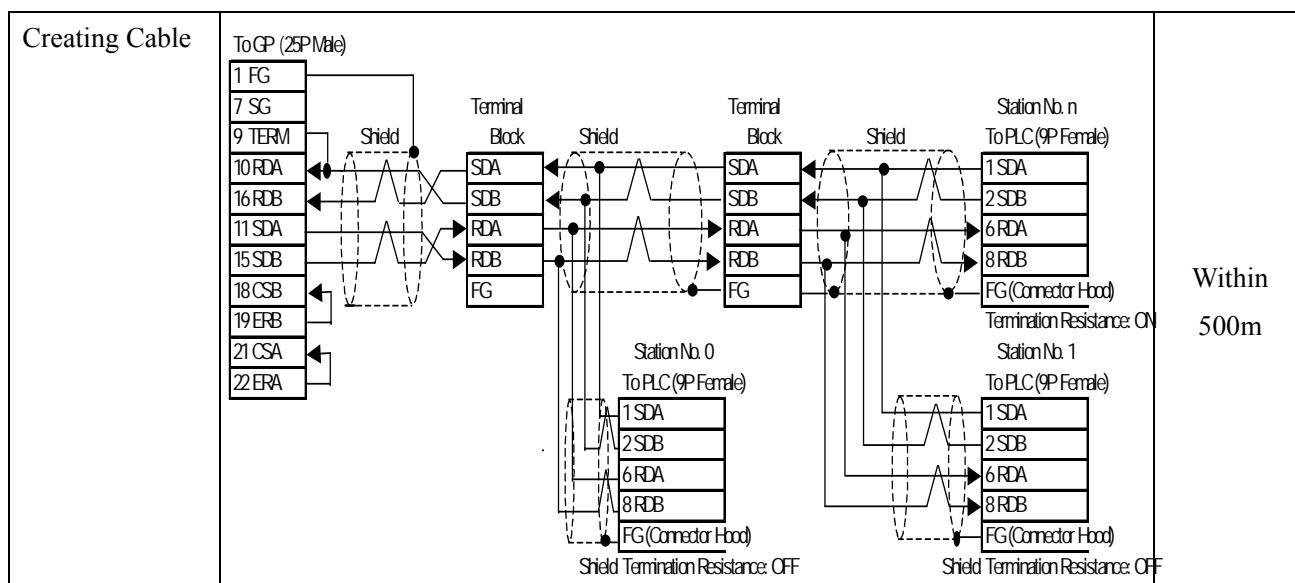 Creating Cable
To GP (25P Male)
1 FG
7 SG
9 TERM
10 RDA
16 RDB
11 SDA
15 SDB
18 CSB
19 ERB
21 CSA
22 ERA
Shield
Terminal
Block
SDA
SDB
RDA
RDB
FG
Shield
Terminal
Block
SDA
SDB
RDA
RDB
FG
Shield
Station No. n
To PLC (9P Female)
1 SDA
2 SDB
6 RDA
8 RDB
FG (Connector Hood)
Termination Resistance: ON
Station No. 0
To PLC (9P Female)
1 SDA
2 SDB
6 RDA
8 RDB
FG (Connector Hood)
Shield Termination Resistance: OFF
Station No. 1
To PLC (9P Female)
1 SDA
2 SDB
6 RDA
8 RDB
FG (Connector Hood)
Shield Termination Resistance: OFF
Within
500m